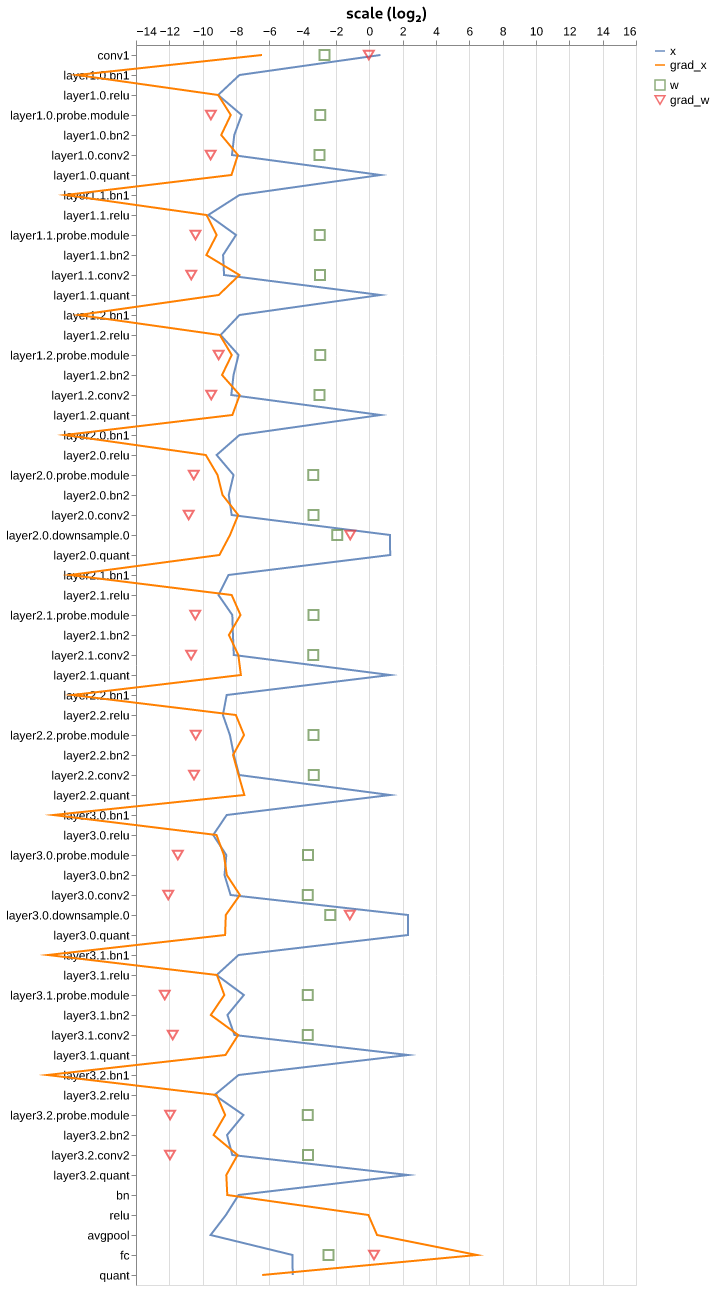 scale (log₂)
−14 −12 −10 −8 −6 −4 −2 0 2 4 6 8 10 12 14 16
x
grad_x
w
grad_w
conv1
layer1.0.bn1
layer1.0.relu
layer1.0.probe.module
layer1.0.bn2
layer1.0.conv2
layer1.0.quant
layer1.1.bn1
layer1.1.relu
layer1.1.probe.module
layer1.1.bn2
layer1.1.conv2
layer1.1.quant
layer1.2.bn1
layer1.2.relu
layer1.2.probe.module
layer1.2.bn2
layer1.2.conv2
layer1.2.quant
layer2.0.bn1
layer2.0.relu
layer2.0.probe.module
layer2.0.bn2
layer2.0.conv2
layer2.0.downsample.0
layer2.0.quant
layer2.1.bn1
layer2.1.relu
layer2.1.probe.module
layer2.1.bn2
layer2.1.conv2
layer2.1.quant
layer2.2.bn1
layer2.2.relu
layer2.2.probe.module
layer2.2.bn2
layer2.2.conv2
layer2.2.quant
layer3.0.bn1
layer3.0.relu
layer3.0.probe.module
layer3.0.bn2
layer3.0.conv2
layer3.0.downsample.0
layer3.0.quant
layer3.1.bn1
layer3.1.relu
layer3.1.probe.module
layer3.1.bn2
layer3.1.conv2
layer3.1.quant
layer3.2.bn1
layer3.2.relu
layer3.2.probe.module
layer3.2.bn2
layer3.2.conv2
layer3.2.quant
bn
relu
avgpool
fc
quant